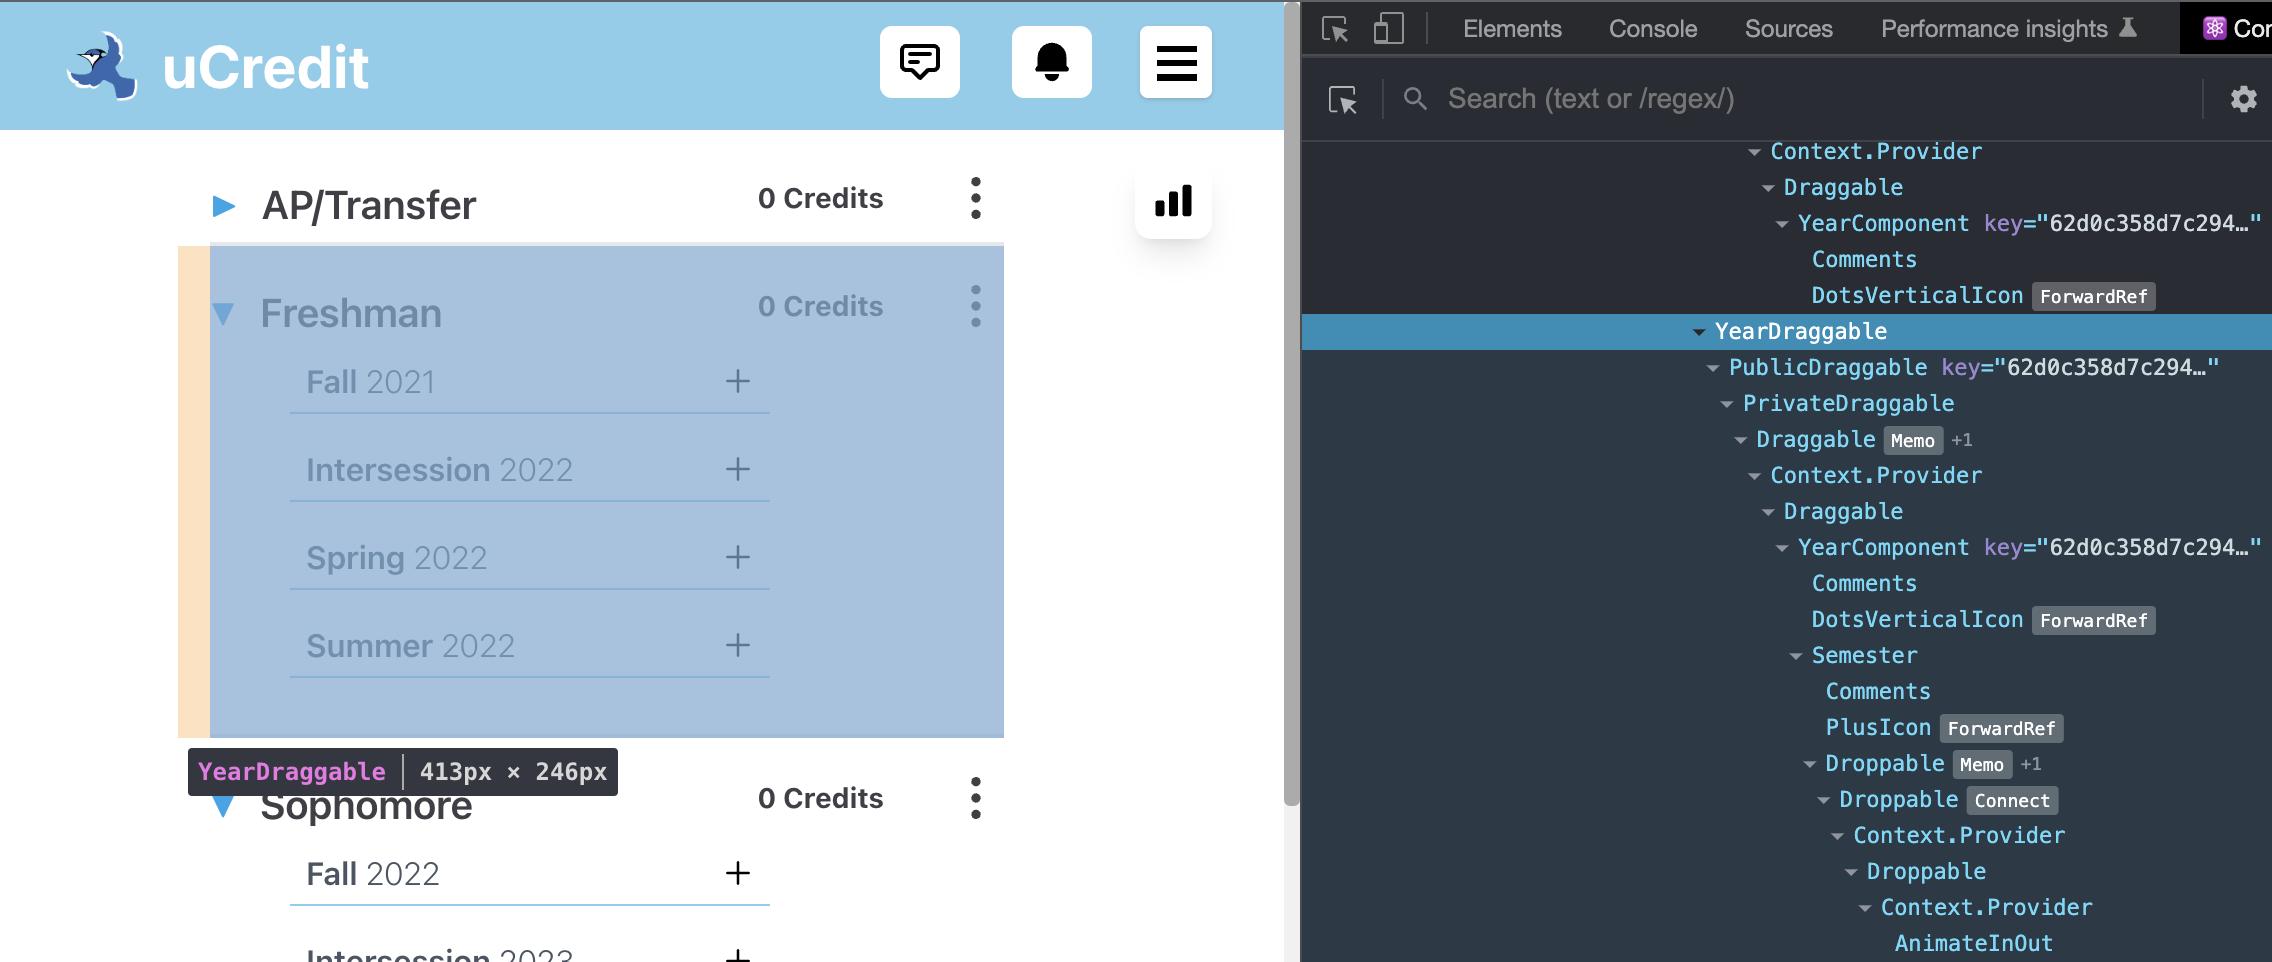 uCredit
AP/Transfer
0 Credits
Freshman
0 Credits
Fall 2021
Intersession 2022
Spring 2022
Summer 2022
YearDraggable
413px × 246px
Sophomore
0 Credits
Fall 2022
Intersession 2023
Elements
Console
Sources
Performance insights
Cor
Search (text or /regex/)
Context.Provider
Draggable
YearComponent key="62d0c358d7c294…"
Comments
DotsVerticalIcon ForwardRef
YearDraggable
PublicDraggable key="62d0c358d7c294…"
PrivateDraggable
Draggable Memo +1
Context.Provider
Draggable
YearComponent key="62d0c358d7c294…"
Comments
DotsVerticalIcon ForwardRef
Semester
Comments
PlusIcon ForwardRef
Droppable Memo +1
Droppable Connect
Context.Provider
Droppable
Context.Provider
AnimateInOut